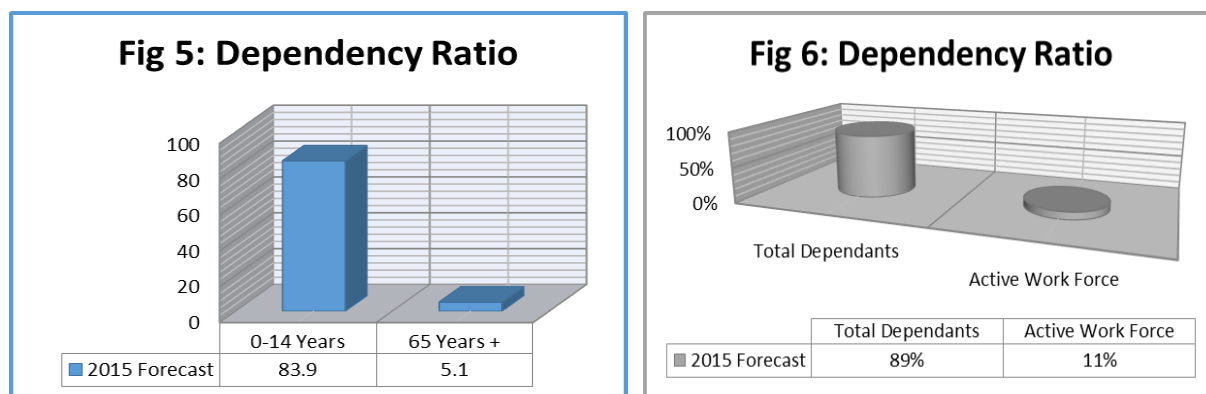 Fig 5: Dependency Ratio
100
80
60
40
20
0
0-14 Years 65 Years +
2015 Forecast 83.9 5.1
Fig 6: Dependency Ratio
100%
50%
0%
Total Dependants
Active Work Force
Total Dependants Active Work Force
2015 Forecast 89% 11%